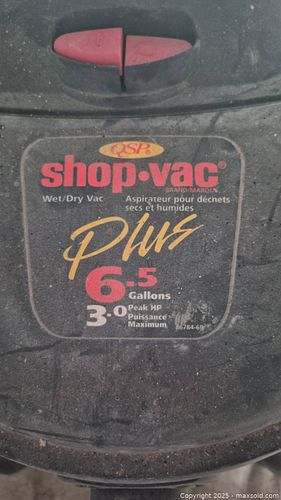 QSP®
shop•vac®
BRAND/MARQUE
Wet/Dry Vac
Aspirateur pour déchets
secs et humides
Plus
6.5
Gallons
3.0 Peak HP
Puissance
Maximum
Copyright © 2025 - maxsold.com